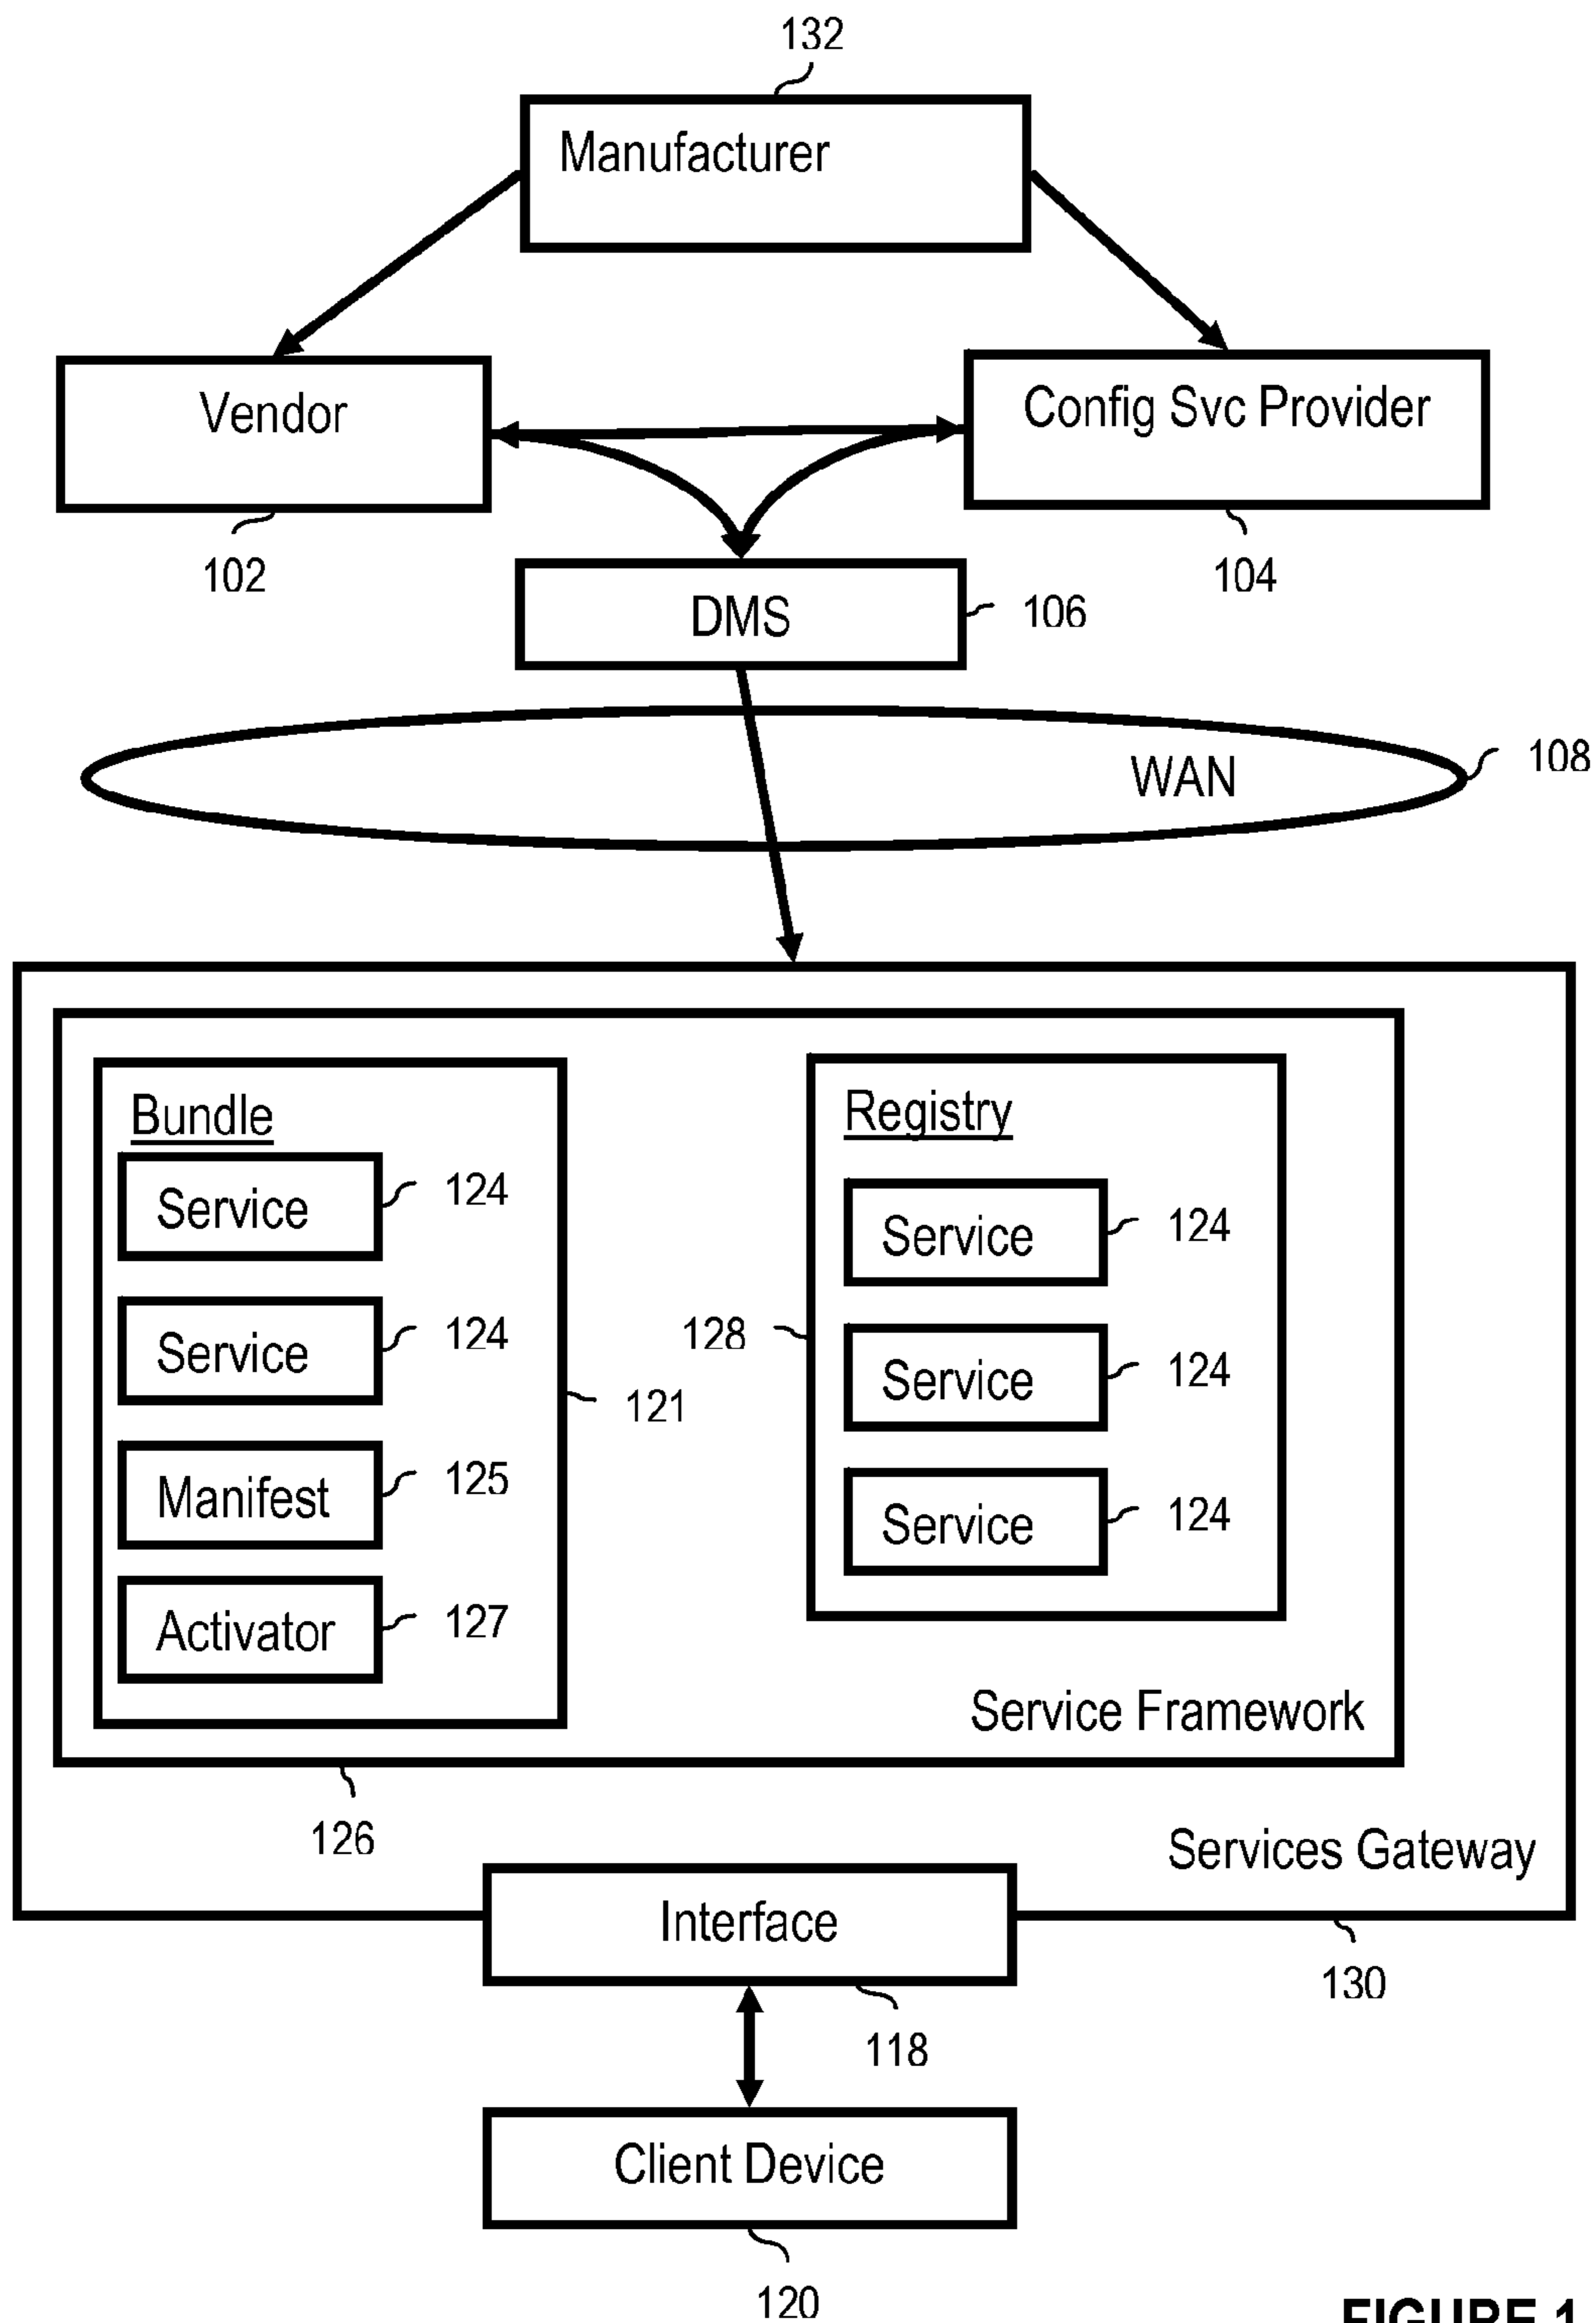 132
Manufacturer
Vendor
Config Svc Provider
102
104
DMS
106
WAN
108
Bundle
Service
124
Service
124
Manifest
125
Activator
127
121
Registry
Service
124
Service
124
Service
124
128
Service Framework
126
Services Gateway
130
Interface
118
Client Device
120
FIGURE 1